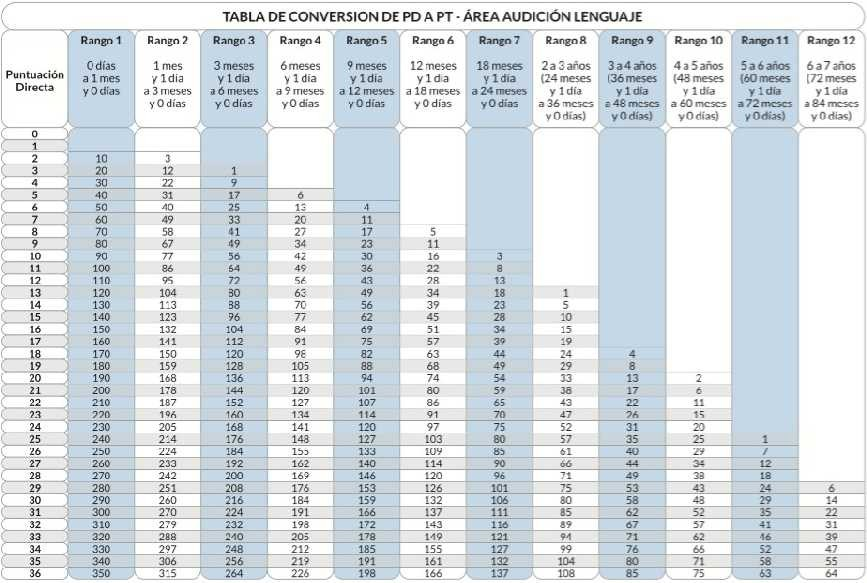 TABLA DE CONVERSION DE PD A PT - ÁREA AUDICIÓN LENGUAJE
Puntuación Directa | Rango 1 | Rango 2 | Rango 3 | Rango 4 | Rango 5 | Rango 6 | Rango 7 | Rango 8 | Rango 9 | Rango 10 | Rango 11 | Rango 12
0 días | 1 mes | 3 meses | 6 meses | 9 meses | 12 meses | 18 meses | 2 a 3 años | 3 a 4 años | 4 a 5 años | 5 a 6 años | 6 a 7 años
a 1 mes | y 1 día | y 1 día | y 1 día | y 1 día | y 1 día | y 1 día | (24 meses | (36 meses | (48 meses | (60 meses | (72 meses
y 0 días | a 3 meses | a 6 meses | a 9 meses | a 12 meses | a 18 meses | a 24 meses | y 1 día | y 1 día | y 1 día | y 1 día | y 1 día
y 0 días | y 0 días | y 0 días | y 0 días | y 0 días | y 0 días | a 36 meses | a 48 meses | a 60 meses | a 72 meses | a 84 meses
y 0 días) | y 0 días) | y 0 días) | y 0 días) | y 0 días)
0
1
2 10 3
3 20 12 1
4 30 22 9
5 40 31 17 6
6 50 40 25 13 4
7 60 49 33 20 11
8 70 58 41 27 17 5
9 80 67 49 34 23 11
10 90 77 56 42 30 16 3
11 100 86 64 49 36 22 8
12 110 95 72 56 43 28 13
13 120 104 80 63 49 34 18 1
14 130 113 88 70 56 39 23 5
15 140 123 96 77 62 45 28 10
16 150 132 104 84 69 51 34 15
17 160 141 112 91 75 57 39 19
18 170 150 120 98 82 63 44 24 4
19 180 159 128 105 88 68 49 29 8
20 190 168 136 113 94 74 54 33 13 2
21 200 178 144 120 101 80 59 38 17 6
22 210 187 152 127 107 86 65 43 22 11
23 220 196 160 134 114 91 70 47 26 15
24 230 205 168 141 120 97 75 52 31 20
25 240 214 176 148 127 103 80 57 35 25 1
26 250 224 184 155 133 109 85 61 40 29 7
27 260 233 192 162 140 114 90 66 44 34 12
28 270 242 200 169 146 120 96 71 49 38 18
29 280 251 208 176 153 126 101 75 53 43 24 6
30 290 260 216 184 159 132 106 80 58 48 29 14
31 300 270 224 191 166 137 111 85 62 52 35 22
32 310 279 232 198 172 143 116 89 67 57 41 31
33 320 288 240 205 178 149 121 94 71 62 46 39
34 330 297 248 212 185 155 127 99 76 66 52 47
35 340 306 256 219 191 161 132 104 80 71 58 55
36 350 315 264 226 198 166 137 108 85 75 63 64